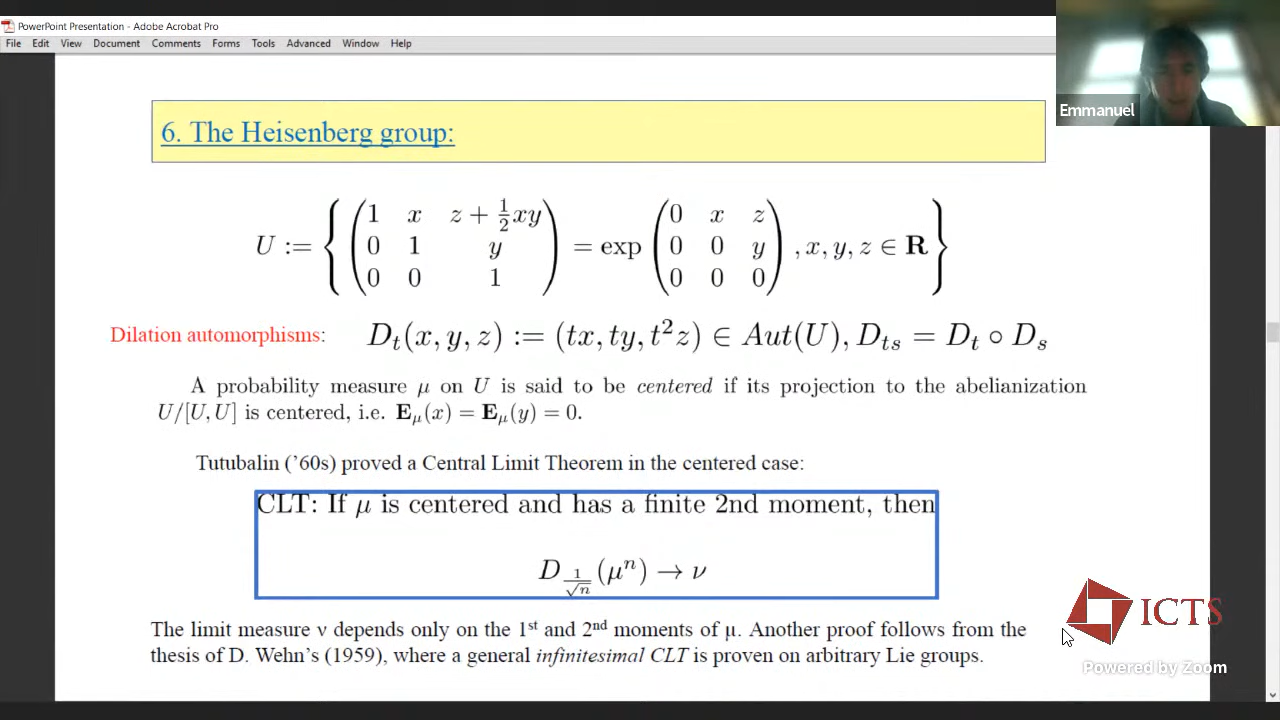 PowerPoint Presentation - Adobe Acrobat Pro
File Edit View Document Comments Forms Tools Advanced Window Help
Emmanuel
6. The Heisenberg group:
U := { ( 1 x z + 1/2 xy ; 0 1 y ; 0 0 1 ) = exp ( 0 x z ; 0 0 y ; 0 0 0 ) , x, y, z ∈ R }
Dilation automorphisms: D_t(x, y, z) := (tx, ty, t²z) ∈ Aut(U), D_{ts} = D_t ∘ D_s
A probability measure μ on U is said to be centered if its projection to the abelianization
U/[U, U] is centered, i.e. E_μ(x) = E_μ(y) = 0.
Tutubalin ('60s) proved a Central Limit Theorem in the centered case:
CLT: If μ is centered and has a finite 2nd moment, then
D_{1/√n}(μⁿ) → ν
The limit measure ν depends only on the 1st and 2nd moments of μ. Another proof follows from the
thesis of D. Wehn's (1959), where a general infinitesimal CLT is proven on arbitrary Lie groups.
ICTS
Powered by Zoom